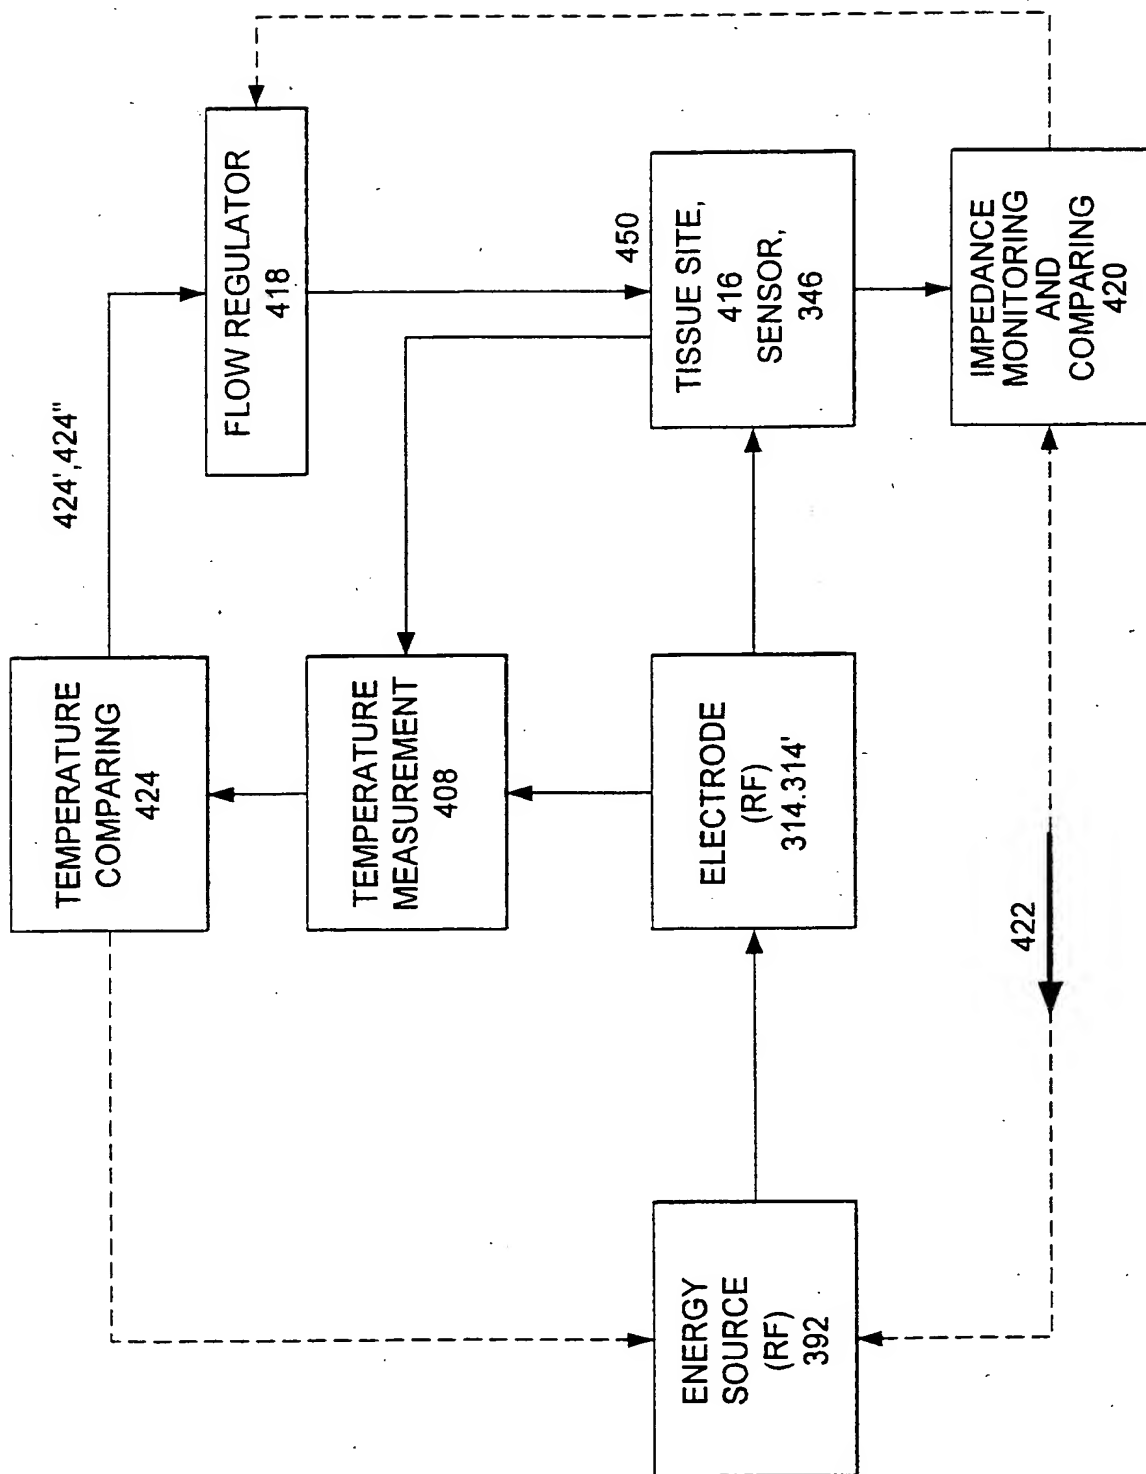 TEMPERATURE
COMPARING
424
424',424"
FLOW REGULATOR
418
TEMPERATURE
MEASUREMENT
408
450
ENERGY
SOURCE
(RF)
392
ELECTRODE
(RF)
314.314'
TISSUE SITE,
416
SENSOR,
346
422
IMPEDANCE
MONITORING
AND
COMPARING
420